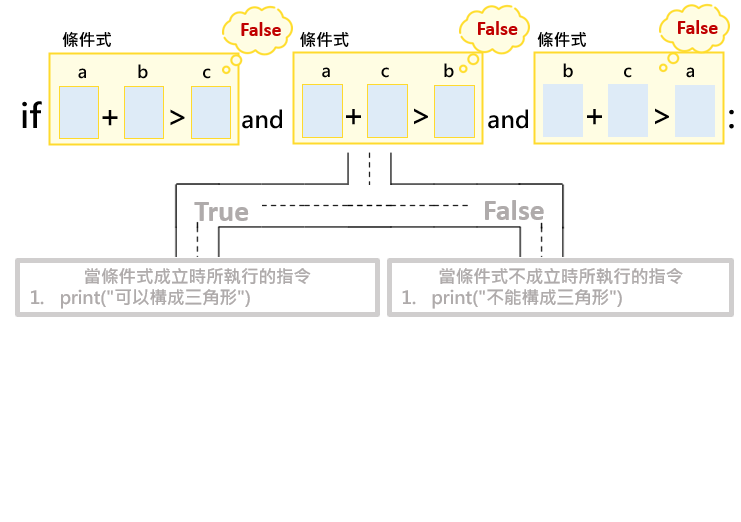 False False False
條件式 條件式 條件式
a b c a c b b c a
if + > and + > and + > :
True False
當條件式成立時所執行的指令
1. print("可以構成三角形")
當條件式不成立時所執行的指令
1. print("不能構成三角形")